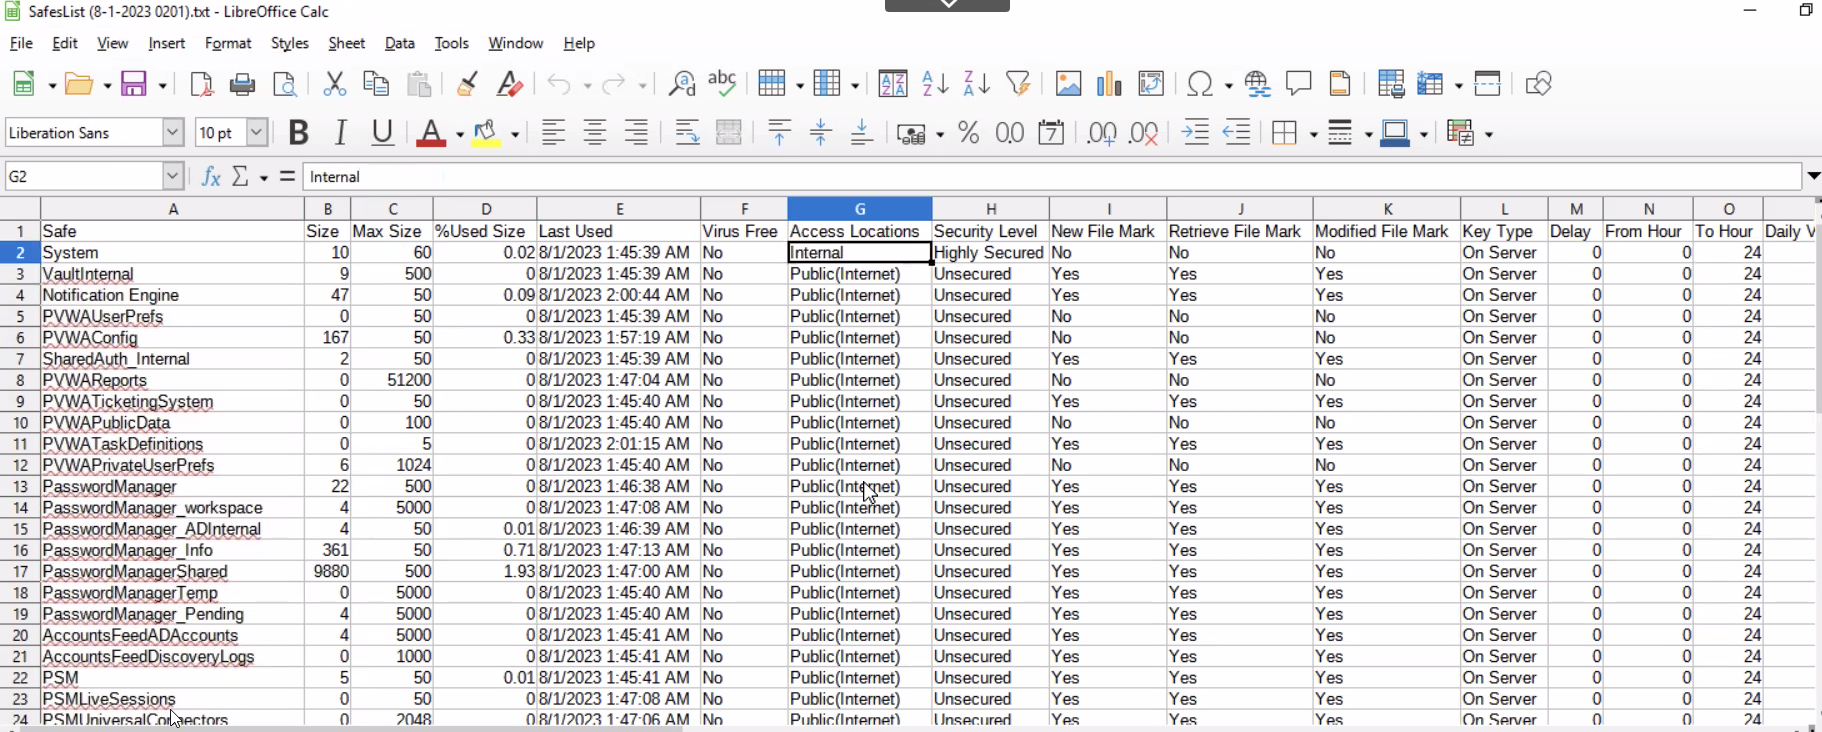 SafesList (8-1-2023 0201).txt - LibreOffice Calc
File Edit View Insert Format Styles Sheet Data Tools Window Help
Liberation Sans 10 pt
G2 Internal
A B C D E F G H I J K L M N O
1 Safe Size Max Size %Used Size Last Used Virus Free Access Locations Security Level New File Mark Retrieve File Mark Modified File Mark Key Type Delay From Hour To Hour Daily V
2 System 10 60 0.02 8/1/2023 1:45:39 AM No Internal Highly Secured No No No On Server 0 0 24
3 VaultInternal 9 500 0 8/1/2023 1:45:39 AM No Public(Internet) Unsecured Yes Yes Yes On Server 0 0 24
4 Notification Engine 47 50 0.09 8/1/2023 2:00:44 AM No Public(Internet) Unsecured Yes Yes Yes On Server 0 0 24
5 PVWAUserPrefs 0 50 0 8/1/2023 1:45:39 AM No Public(Internet) Unsecured No No No On Server 0 0 24
6 PVWAConfig 167 50 0.33 8/1/2023 1:57:19 AM No Public(Internet) Unsecured No No No On Server 0 0 24
7 SharedAuth_Internal 2 50 0 8/1/2023 1:45:39 AM No Public(Internet) Unsecured Yes Yes Yes On Server 0 0 24
8 PVWAReports 0 51200 0 8/1/2023 1:47:04 AM No Public(Internet) Unsecured No No No On Server 0 0 24
9 PVWATicketingSystem 0 50 0 8/1/2023 1:45:40 AM No Public(Internet) Unsecured Yes Yes Yes On Server 0 0 24
10 PVWAPublicData 0 100 0 8/1/2023 1:45:40 AM No Public(Internet) Unsecured No No No On Server 0 0 24
11 PVWATaskDefinitions 0 5 0 8/1/2023 2:01:15 AM No Public(Internet) Unsecured Yes Yes Yes On Server 0 0 24
12 PVWAPrivateUserPrefs 6 1024 0 8/1/2023 1:45:40 AM No Public(Internet) Unsecured No No No On Server 0 0 24
13 PasswordManager 22 500 0 8/1/2023 1:46:38 AM No Public(Internet) Unsecured Yes Yes Yes On Server 0 0 24
14 PasswordManager_workspace 4 5000 0 8/1/2023 1:47:08 AM No Public(Internet) Unsecured Yes Yes Yes On Server 0 0 24
15 PasswordManager_ADInternal 4 50 0.01 8/1/2023 1:46:39 AM No Public(Internet) Unsecured Yes Yes Yes On Server 0 0 24
16 PasswordManager_Info 361 50 0.71 8/1/2023 1:47:13 AM No Public(Internet) Unsecured Yes Yes Yes On Server 0 0 24
17 PasswordManagerShared 9880 500 1.93 8/1/2023 1:47:00 AM No Public(Internet) Unsecured Yes Yes Yes On Server 0 0 24
18 PasswordManagerTemp 0 5000 0 8/1/2023 1:45:40 AM No Public(Internet) Unsecured Yes Yes Yes On Server 0 0 24
19 PasswordManager_Pending 4 5000 0 8/1/2023 1:45:40 AM No Public(Internet) Unsecured Yes Yes Yes On Server 0 0 24
20 AccountsFeedADAccounts 4 5000 0 8/1/2023 1:45:41 AM No Public(Internet) Unsecured Yes Yes Yes On Server 0 0 24
21 AccountsFeedDiscoveryLogs 0 1000 0 8/1/2023 1:45:41 AM No Public(Internet) Unsecured Yes Yes Yes On Server 0 0 24
22 PSM 5 50 0.01 8/1/2023 1:45:41 AM No Public(Internet) Unsecured Yes Yes Yes On Server 0 0 24
23 PSMLiveSessions 0 50 0 8/1/2023 1:47:08 AM No Public(Internet) Unsecured Yes Yes Yes On Server 0 0 24
24 PSMUniversalConnectors 0 2048 0 8/1/2023 1:47:06 AM No Public(Internet) Unsecured Yes Yes Yes On Server 0 0 24